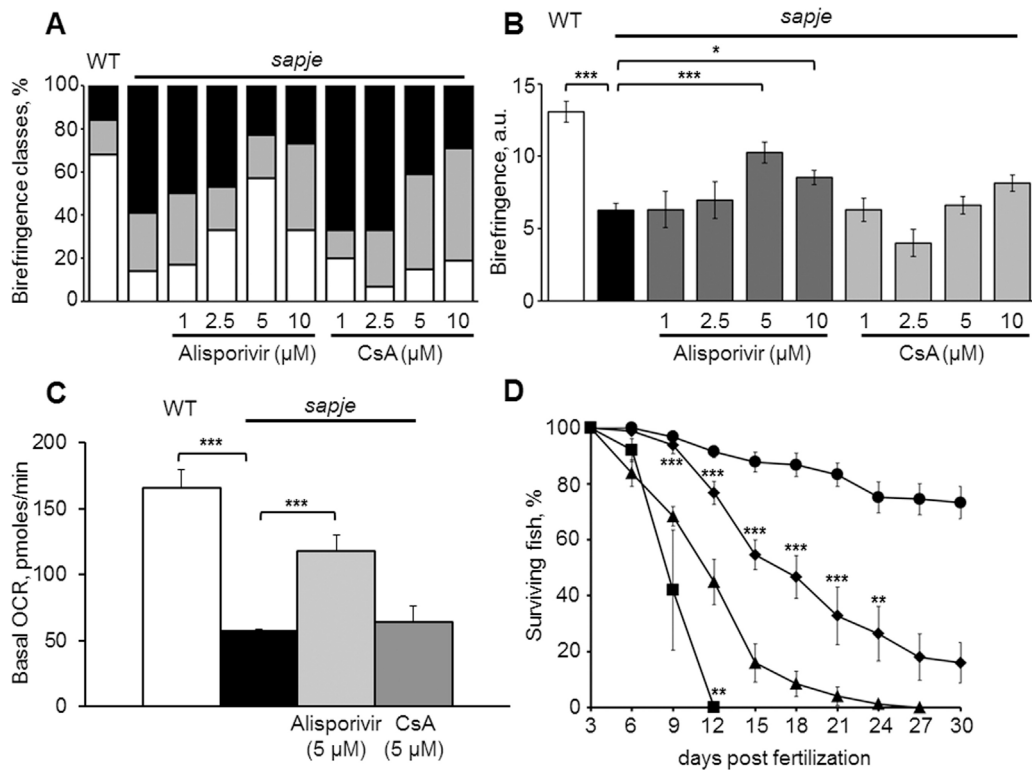 A
WT
sapje
Birefringence classes, %
100
80
60
40
20
0
1 2.5 5 10 1 2.5 5 10
Alisporivir (µM) CsA (µM)
B
WT
sapje
*
*** ***
Birefringence, a.u.
15
10
5
0
1 2.5 5 10 1 2.5 5 10
Alisporivir (µM) CsA (µM)
C
WT
sapje
***
***
Basal OCR, pmoles/min
200
150
100
50
0
Alisporivir CsA
(5 µM) (5 µM)
D
Surviving fish, %
100
80
60
40
20
0
***
***
***
***
***
**
**
3 6 9 12 15 18 21 24 27 30
days post fertilization